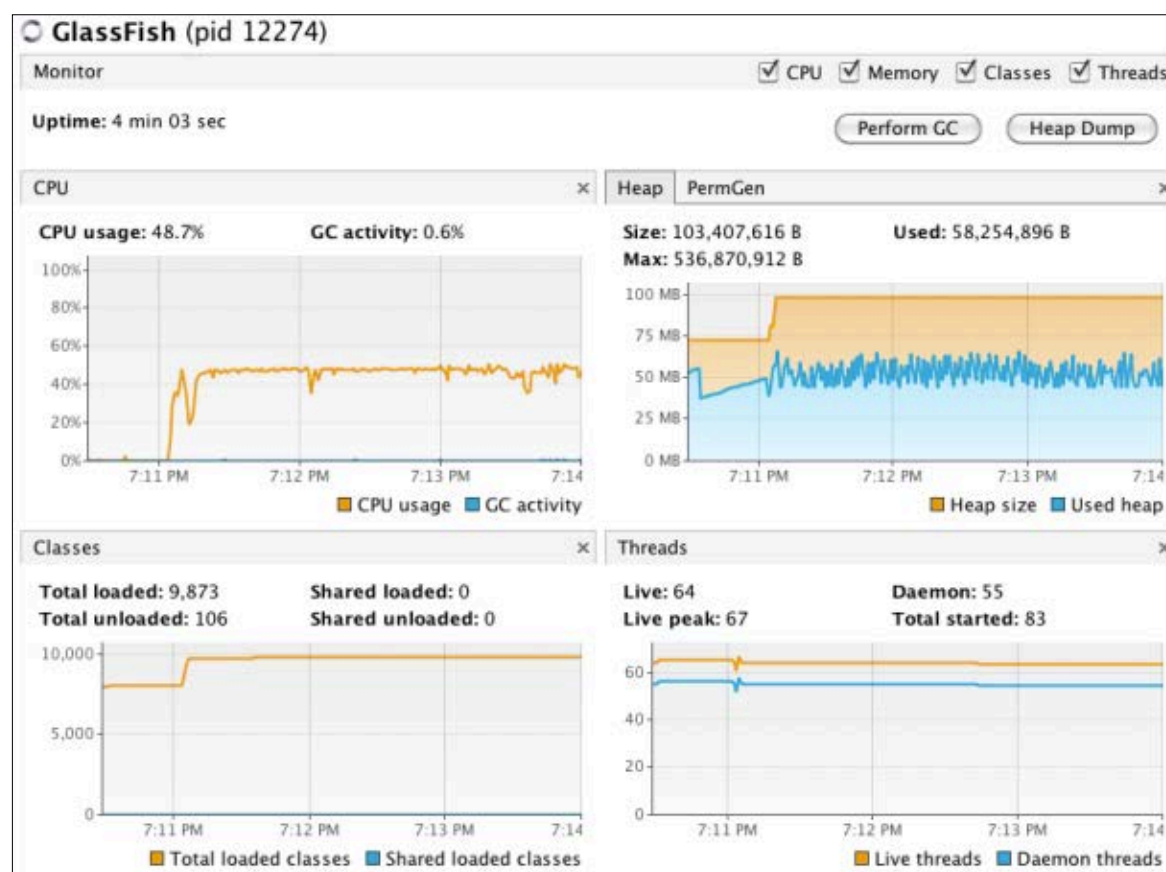 GlassFish (pid 12274)
Monitor CPU Memory Classes Threads
Uptime: 4 min 03 sec Perform GC Heap Dump
CPU ×
CPU usage: 48.7% GC activity: 0.6%
100%
80%
60%
40%
20%
0%
7:11 PM 7:12 PM 7:13 PM 7:14
CPU usage GC activity
Heap PermGen ×
Size: 103,407,616 B Used: 58,254,896 B
Max: 536,870,912 B
100 MB
75 MB
50 MB
25 MB
0 MB
7:11 PM 7:12 PM 7:13 PM 7:14
Heap size Used heap
Classes ×
Total loaded: 9,873 Shared loaded: 0
Total unloaded: 106 Shared unloaded: 0
10,000
5,000
0
7:11 PM 7:12 PM 7:13 PM 7:14
Total loaded classes Shared loaded classes
Threads ×
Live: 64 Daemon: 55
Live peak: 67 Total started: 83
60
40
20
0
7:11 PM 7:12 PM 7:13 PM 7:14
Live threads Daemon threads